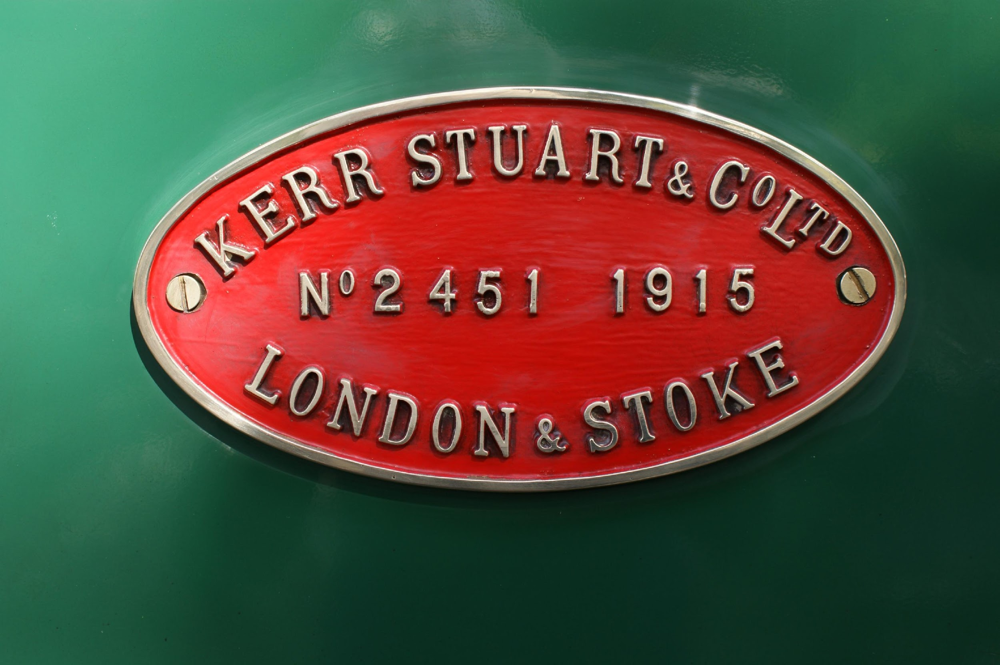 KERR STUART & Cº LTD
Nº 2451 1915
LONDON & STOKE